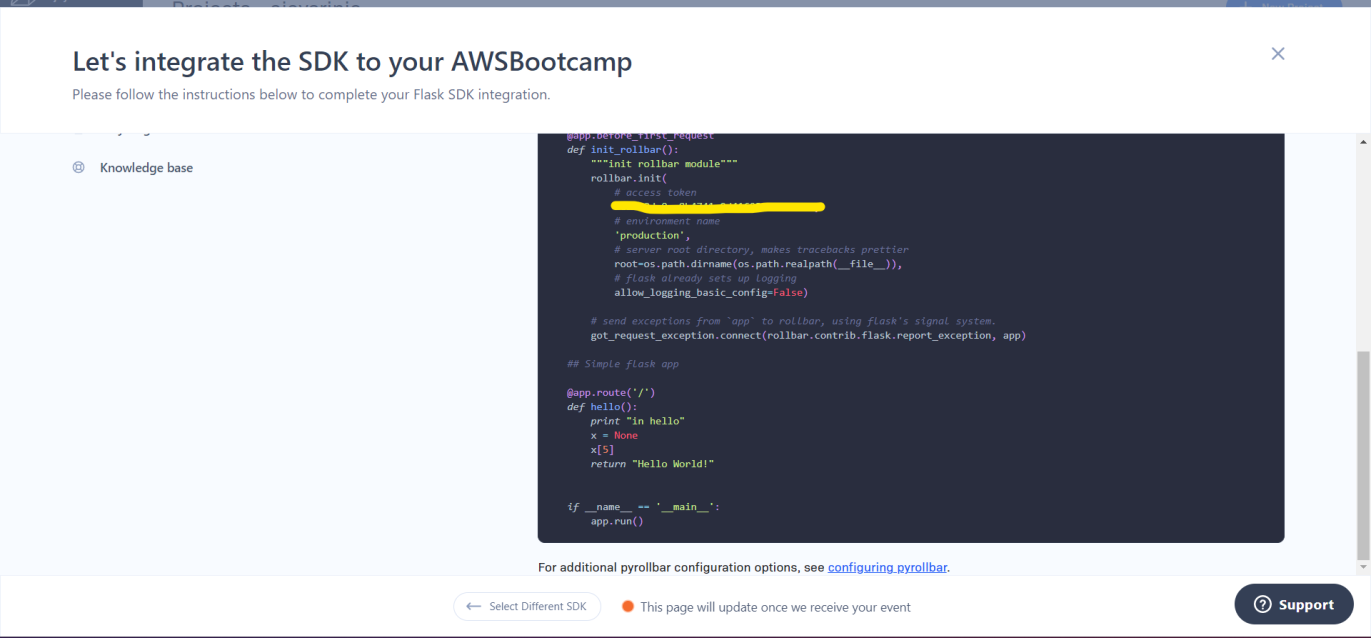 Let's integrate the SDK to your AWSBootcamp
Please follow the instructions below to complete your Flask SDK integration.
Knowledge base
@app.before_first_request
def init_rollbar():
"""init rollbar module"""
rollbar.init(
# access token
# environment name
'production',
# server root directory, makes tracebacks prettier
root=os.path.dirname(os.path.realpath(__file__)),
# flask already sets up logging
allow_logging_basic_config=False)
# send exceptions from `app` to rollbar, using flask's signal system.
got_request_exception.connect(rollbar.contrib.flask.report_exception, app)
## Simple flask app
@app.route('/')
def hello():
print "in hello"
x = None
x[5]
return "Hello World!"
if __name__ == '__main__':
app.run()
For additional pyrollbar configuration options, see configuring pyrollbar.
Select Different SDK
This page will update once we receive your event
Support